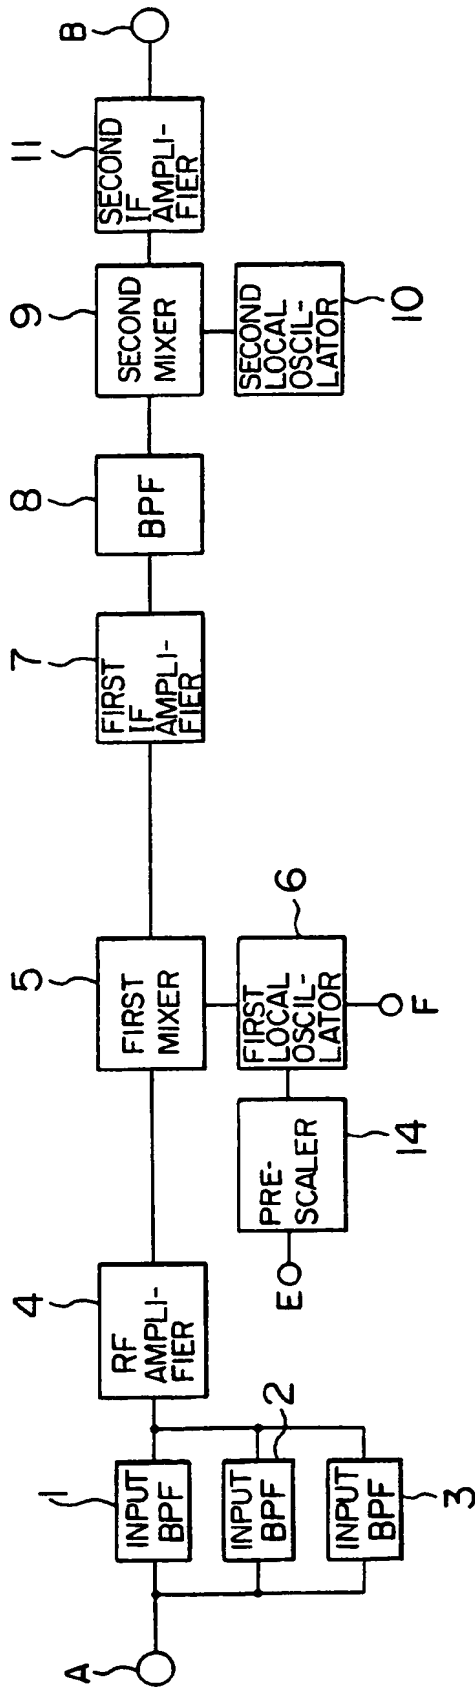 A
1
INPUT
BPF
2
INPUT
BPF
3
INPUT
BPF
4
RF
AMPLI-
FIER
5
FIRST
MIXER
6
FIRST
LOCAL
OSCIL-
LATOR
F
14
PRE-
SCALER
E
7
FIRST
IF
AMPLI-
FIER
8
BPF
9
SECOND
MIXER
10
SECOND
LOCAL
OSCIL-
LATOR
11
SECOND
IF
AMPLI-
FIER
B